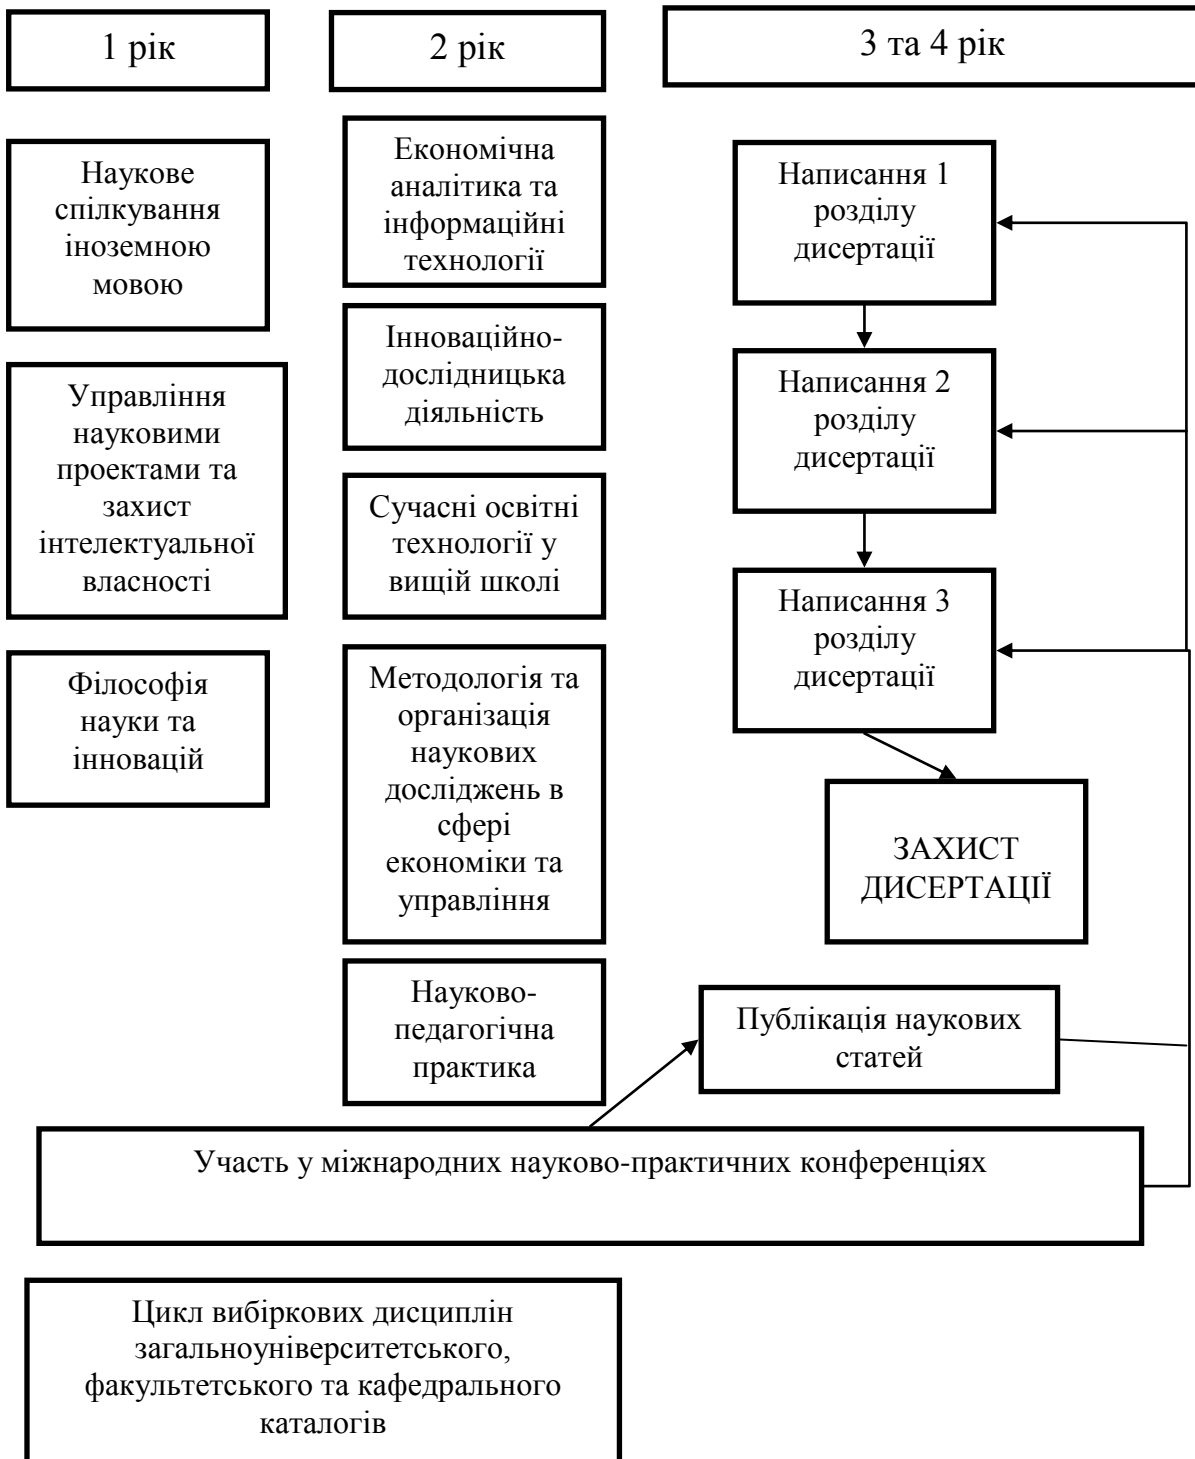 1 рік
2 рік
3 та 4 рік
Наукове
спілкування
іноземною
мовою
Управління
науковими
проектами та
захист
інтелектуальної
власності
Філософія
науки та
інновацій
Економічна
аналітика та
інформаційні
технології
Інноваційно-
дослідницька
діяльність
Сучасні освітні
технології у
вищій школі
Методологія та
організація
наукових
досліджень в
сфері
економіки та
управління
Науково-
педагогічна
практика
Написання 1
розділу
дисертації
Написання 2
розділу
дисертації
Написання 3
розділу
дисертації
ЗАХИСТ
ДИСЕРТАЦІЇ
Публікація наукових
статей
Участь у міжнародних науково-практичних конференціях
Цикл вибіркових дисциплін
загальноуніверситетського,
факультетського та кафедрального
каталогів